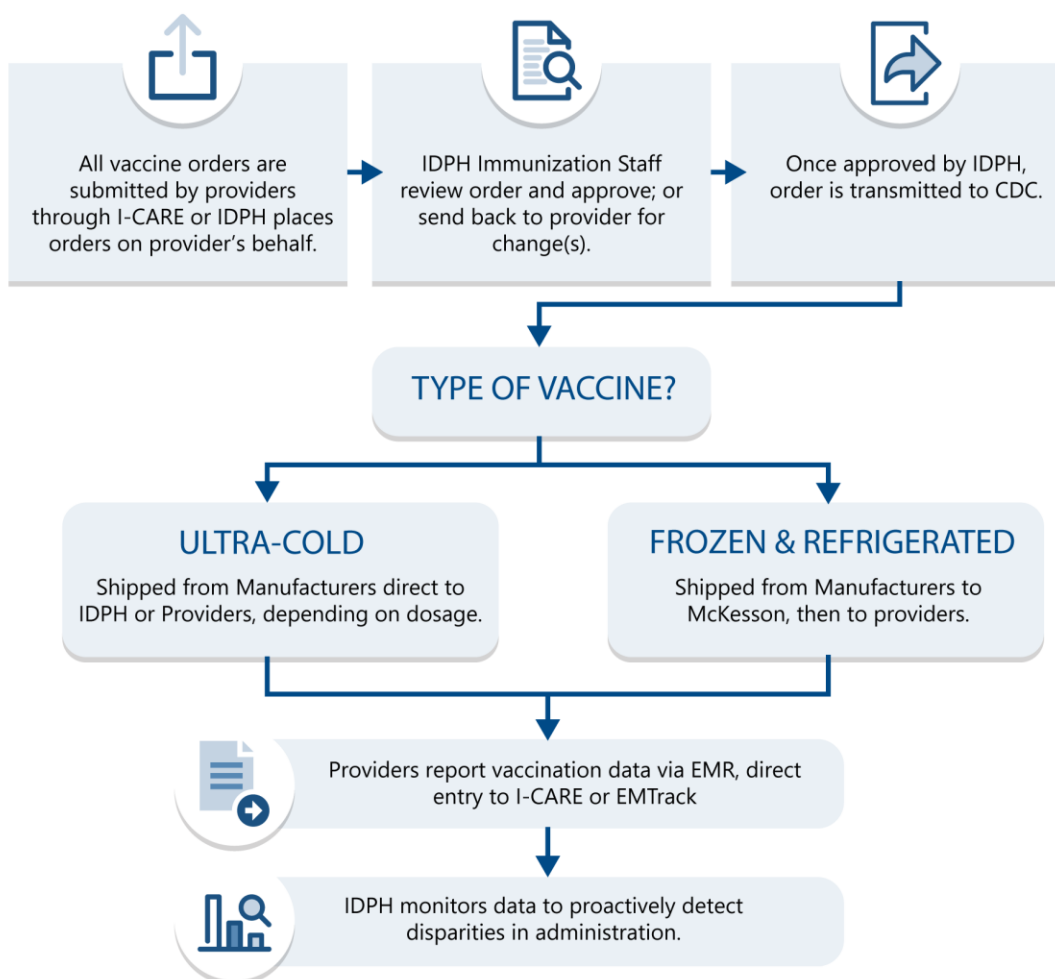 All vaccine orders are
submitted by providers
through I-CARE or IDPH places
orders on provider's behalf.
IDPH Immunization Staff
review order and approve; or
send back to provider for
change(s).
Once approved by IDPH,
order is transmitted to CDC.
TYPE OF VACCINE?
ULTRA-COLD
Shipped from Manufacturers direct to
IDPH or Providers, depending on dosage.
FROZEN & REFRIGERATED
Shipped from Manufacturers to
McKesson, then to providers.
Providers report vaccination data via EMR, direct
entry to I-CARE or EMTrack
IDPH monitors data to proactively detect
disparities in administration.